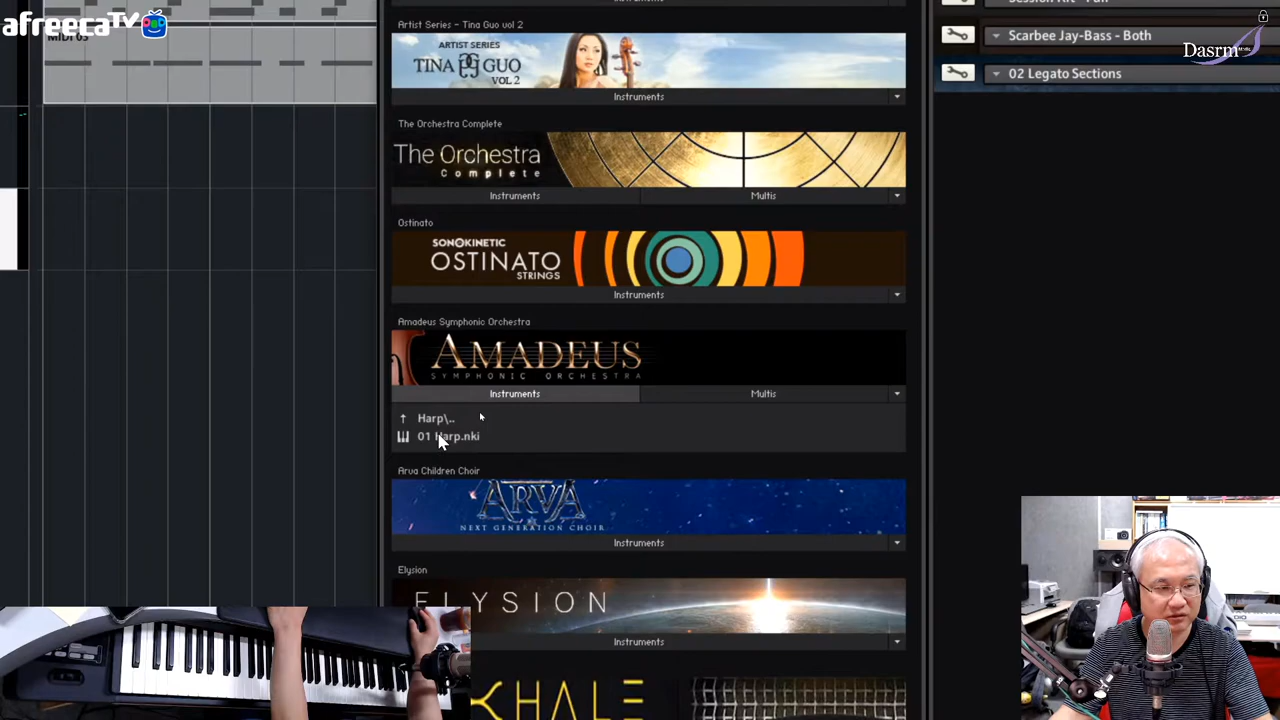 afreecaTV
MIDI 03
Artist Series - Tina Guo vol 2
ARTIST SERIES
TINA GUO
VOL 2
Instruments
The Orchestra Complete
The Orchestra
Complete
Instruments
Multis
Ostinato
SONOKINETIC
OSTINATO
STRINGS
Instruments
Amadeus Symphonic Orchestra
AMADEUS
SYMPHONIC ORCHESTRA
Instruments
Multis
Harp\..
01 Harp.nki
Arva Children Choir
ARVA
NEXT GENERATION CHOIR
Instruments
Elysion
ELYSION
Instruments
KHALE
Scarbee Jay-Bass - Both
Dasrm
02 Legato Sections